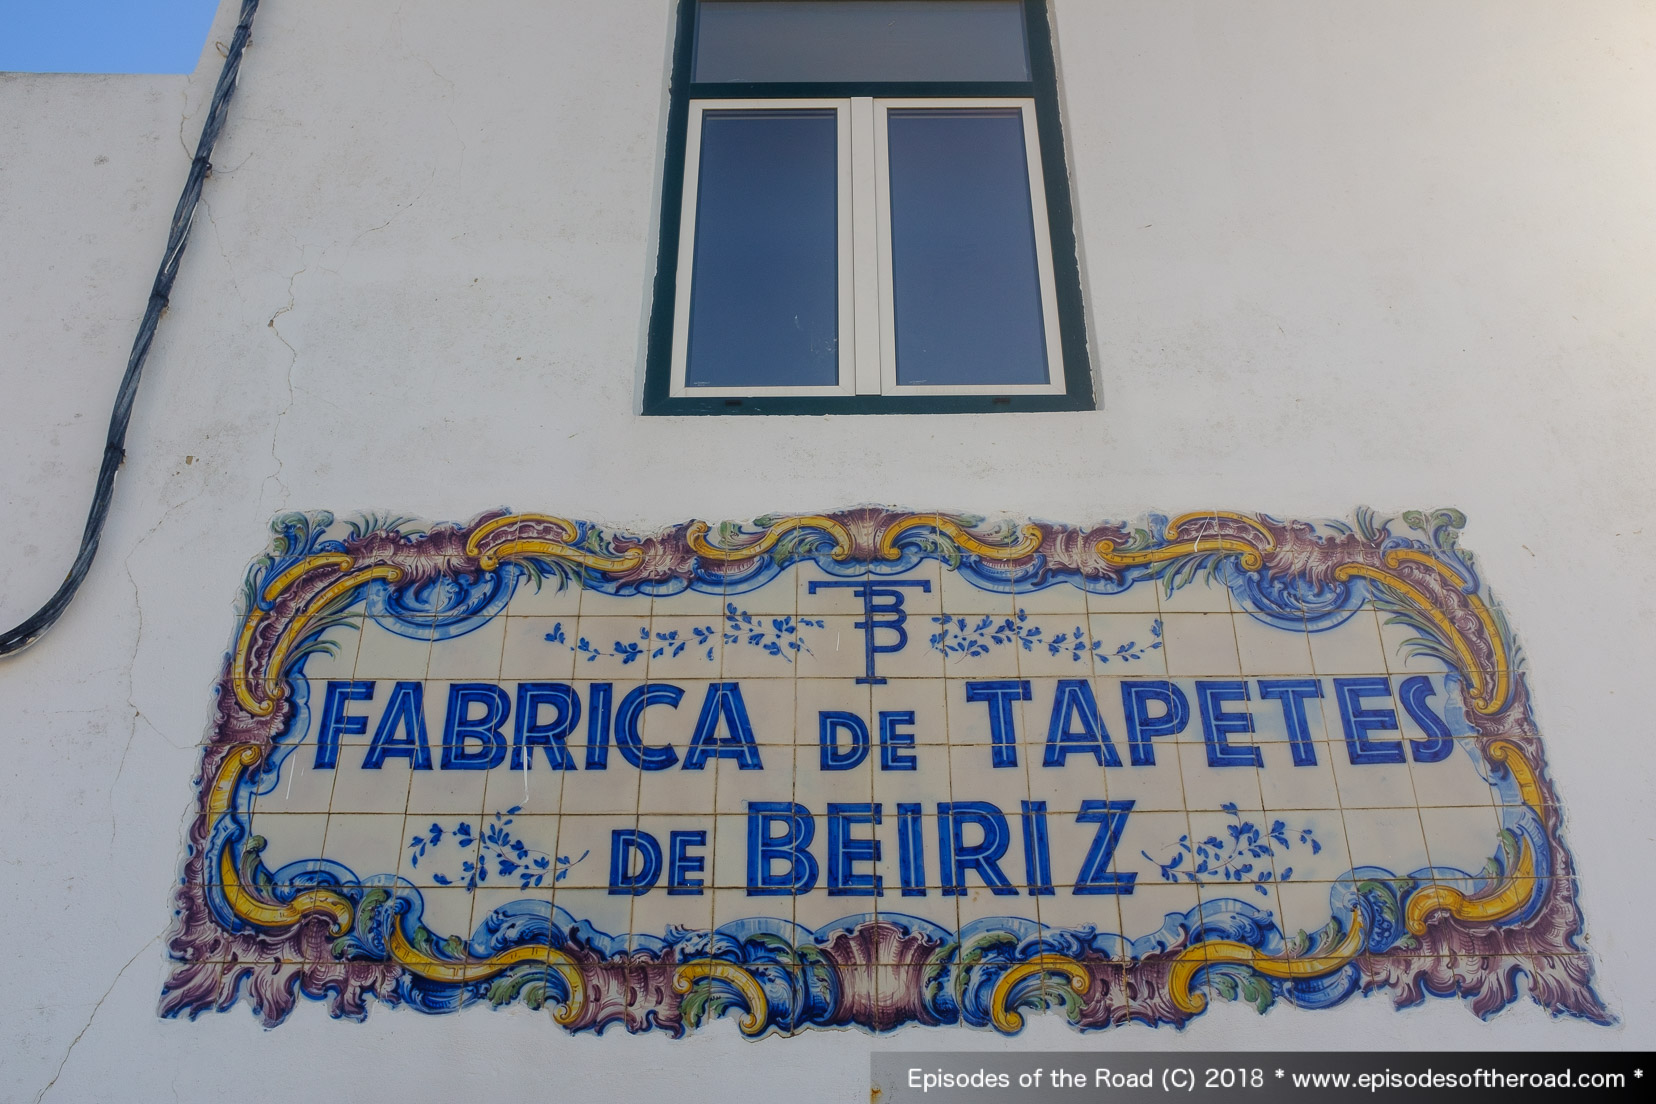 TBP
FABRICA DE TAPETES
DE BEIRIZ
Episodes of the Road (C) 2018 * www.episodesoftheroad.com *